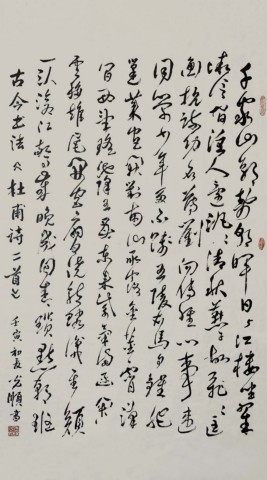 千家山郭静朝晖日日江楼坐翠
微信宿渔人还泛泛清秋燕子故飞飞匡
衡抗疏功名薄刘向传经心事违
同学少年多不贱五陵衣马自轻肥
蓬莱宫阙对南山承露金茎霄汉
间西望瑶池降王母东来紫气满函关
云移雉尾开宫扇日绕龙鳞识圣颜
一卧沧江惊岁晚几回青琐点朝班
古今书法 杜甫诗二首
壬寅初夏 顺书